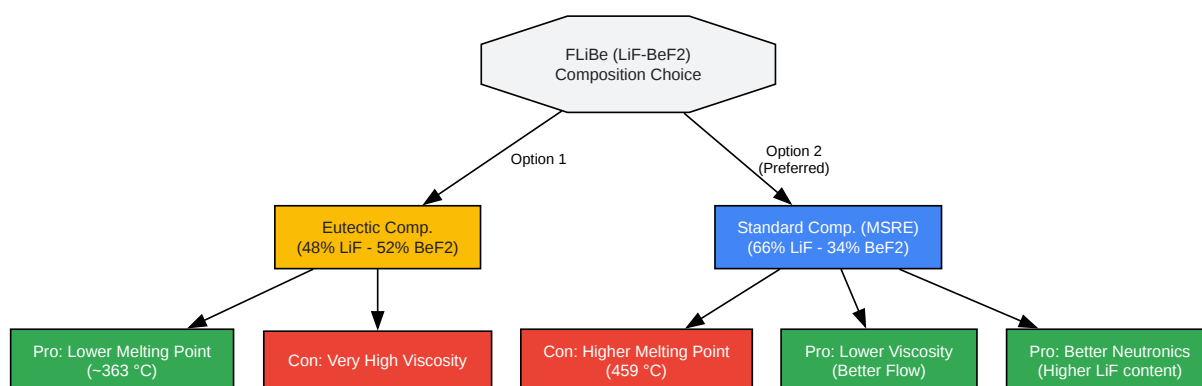 FLiBe (LiF-BeF2)
Composition Choice
Option 1
Option 2
(Preferred)
Eutectic Comp.
(48% LiF - 52% BeF2)
Standard Comp. (MSRE)
(66% LiF - 34% BeF2)
Pro: Lower Melting Point
(~363 °C)
Con: Very High Viscosity
Con: Higher Melting Point
(459 °C)
Pro: Lower Viscosity
(Better Flow)
Pro: Better Neutronics
(Higher LiF content)